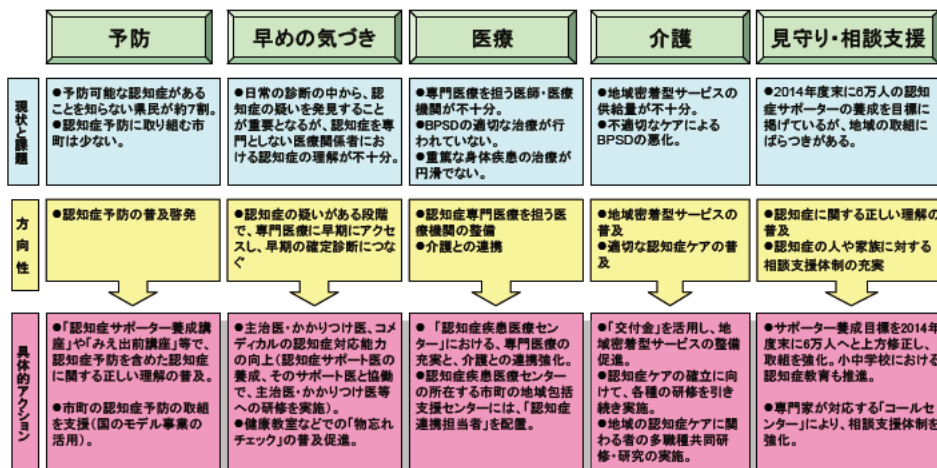 予防
早めの気づき
医療
介護
見守り・相談支援
現状と課題
●予防可能な認知症がある
ことを知らない県民が約7割。
●認知症予防に取り組む市
町は少ない。
●日常の診断の中から、認
知症の疑いを発見すること
が重要となるが、認知症を専
門としない医療関係者にお
ける認知症の理解が不十分。
●専門医療を担う医師・医療
機関が不十分。
●BPSDの適切な治療が行
われていない。
●重篤な身体疾患の治療が
円滑でない。
●地域密着型サービスの
供給量が不十分。
●不適切なケアによる
BPSDの悪化。
●2014年度末に6万人の認知
症サポーターの養成を目標に
掲げているが、地域の取組に
ばらつきがある。
方向性
●認知症予防の普及啓発
●認知症の疑いがある段階
で、専門医療に早期にアクセ
スし、早期の確定診断につな
ぐ
●認知症専門医療を担う医
療機関の整備
●介護との連携
●地域密着型サービスの
普及
●適切な認知症ケアの普
及
●認知症に関する正しい理解の
普及
●認知症の人や家族に対する
相談支援体制の充実
具体的アクション
●「認知症サポーター養成講
座」や「みえ出前講座」等で、
認知症予防を含めた認知症
に関する正しい理解の普及。
●市町の認知症予防の取組
を支援(国のモデル事業の
活用)。
●主治医・かかりつけ医、コメ
ディカルの認知症対応能力
の向上(認知症サポート医の
養成、そのサポート医と協働
で、主治医・かかりつけ医等
への研修を実施)。
●健康教室などでの「物忘れ
チェック」の普及促進。
●「認知症疾患医療セン
ター」における、専門医療の
充実と、介護との連携強化。
●認知症疾患医療センター
の所在する市町の地域包括
支援センターには、「認知症
連携担当者」を配置。
●「交付金」を活用し、地
域密着型サービスの整備
促進。
●認知症ケアの確立に向
けて、各種の研修を引き
続き実施。
●地域の認知症ケアに関
わる者の多職種共同研
修・研究の実施。
●サポーター養成目標を2014年
度末に6万人へと上方修正し、
取組を強化。小中学校における
認知症教育も推進。
●専門家が対応する「コールセ
ンター」により、相談支援体制を
強化。